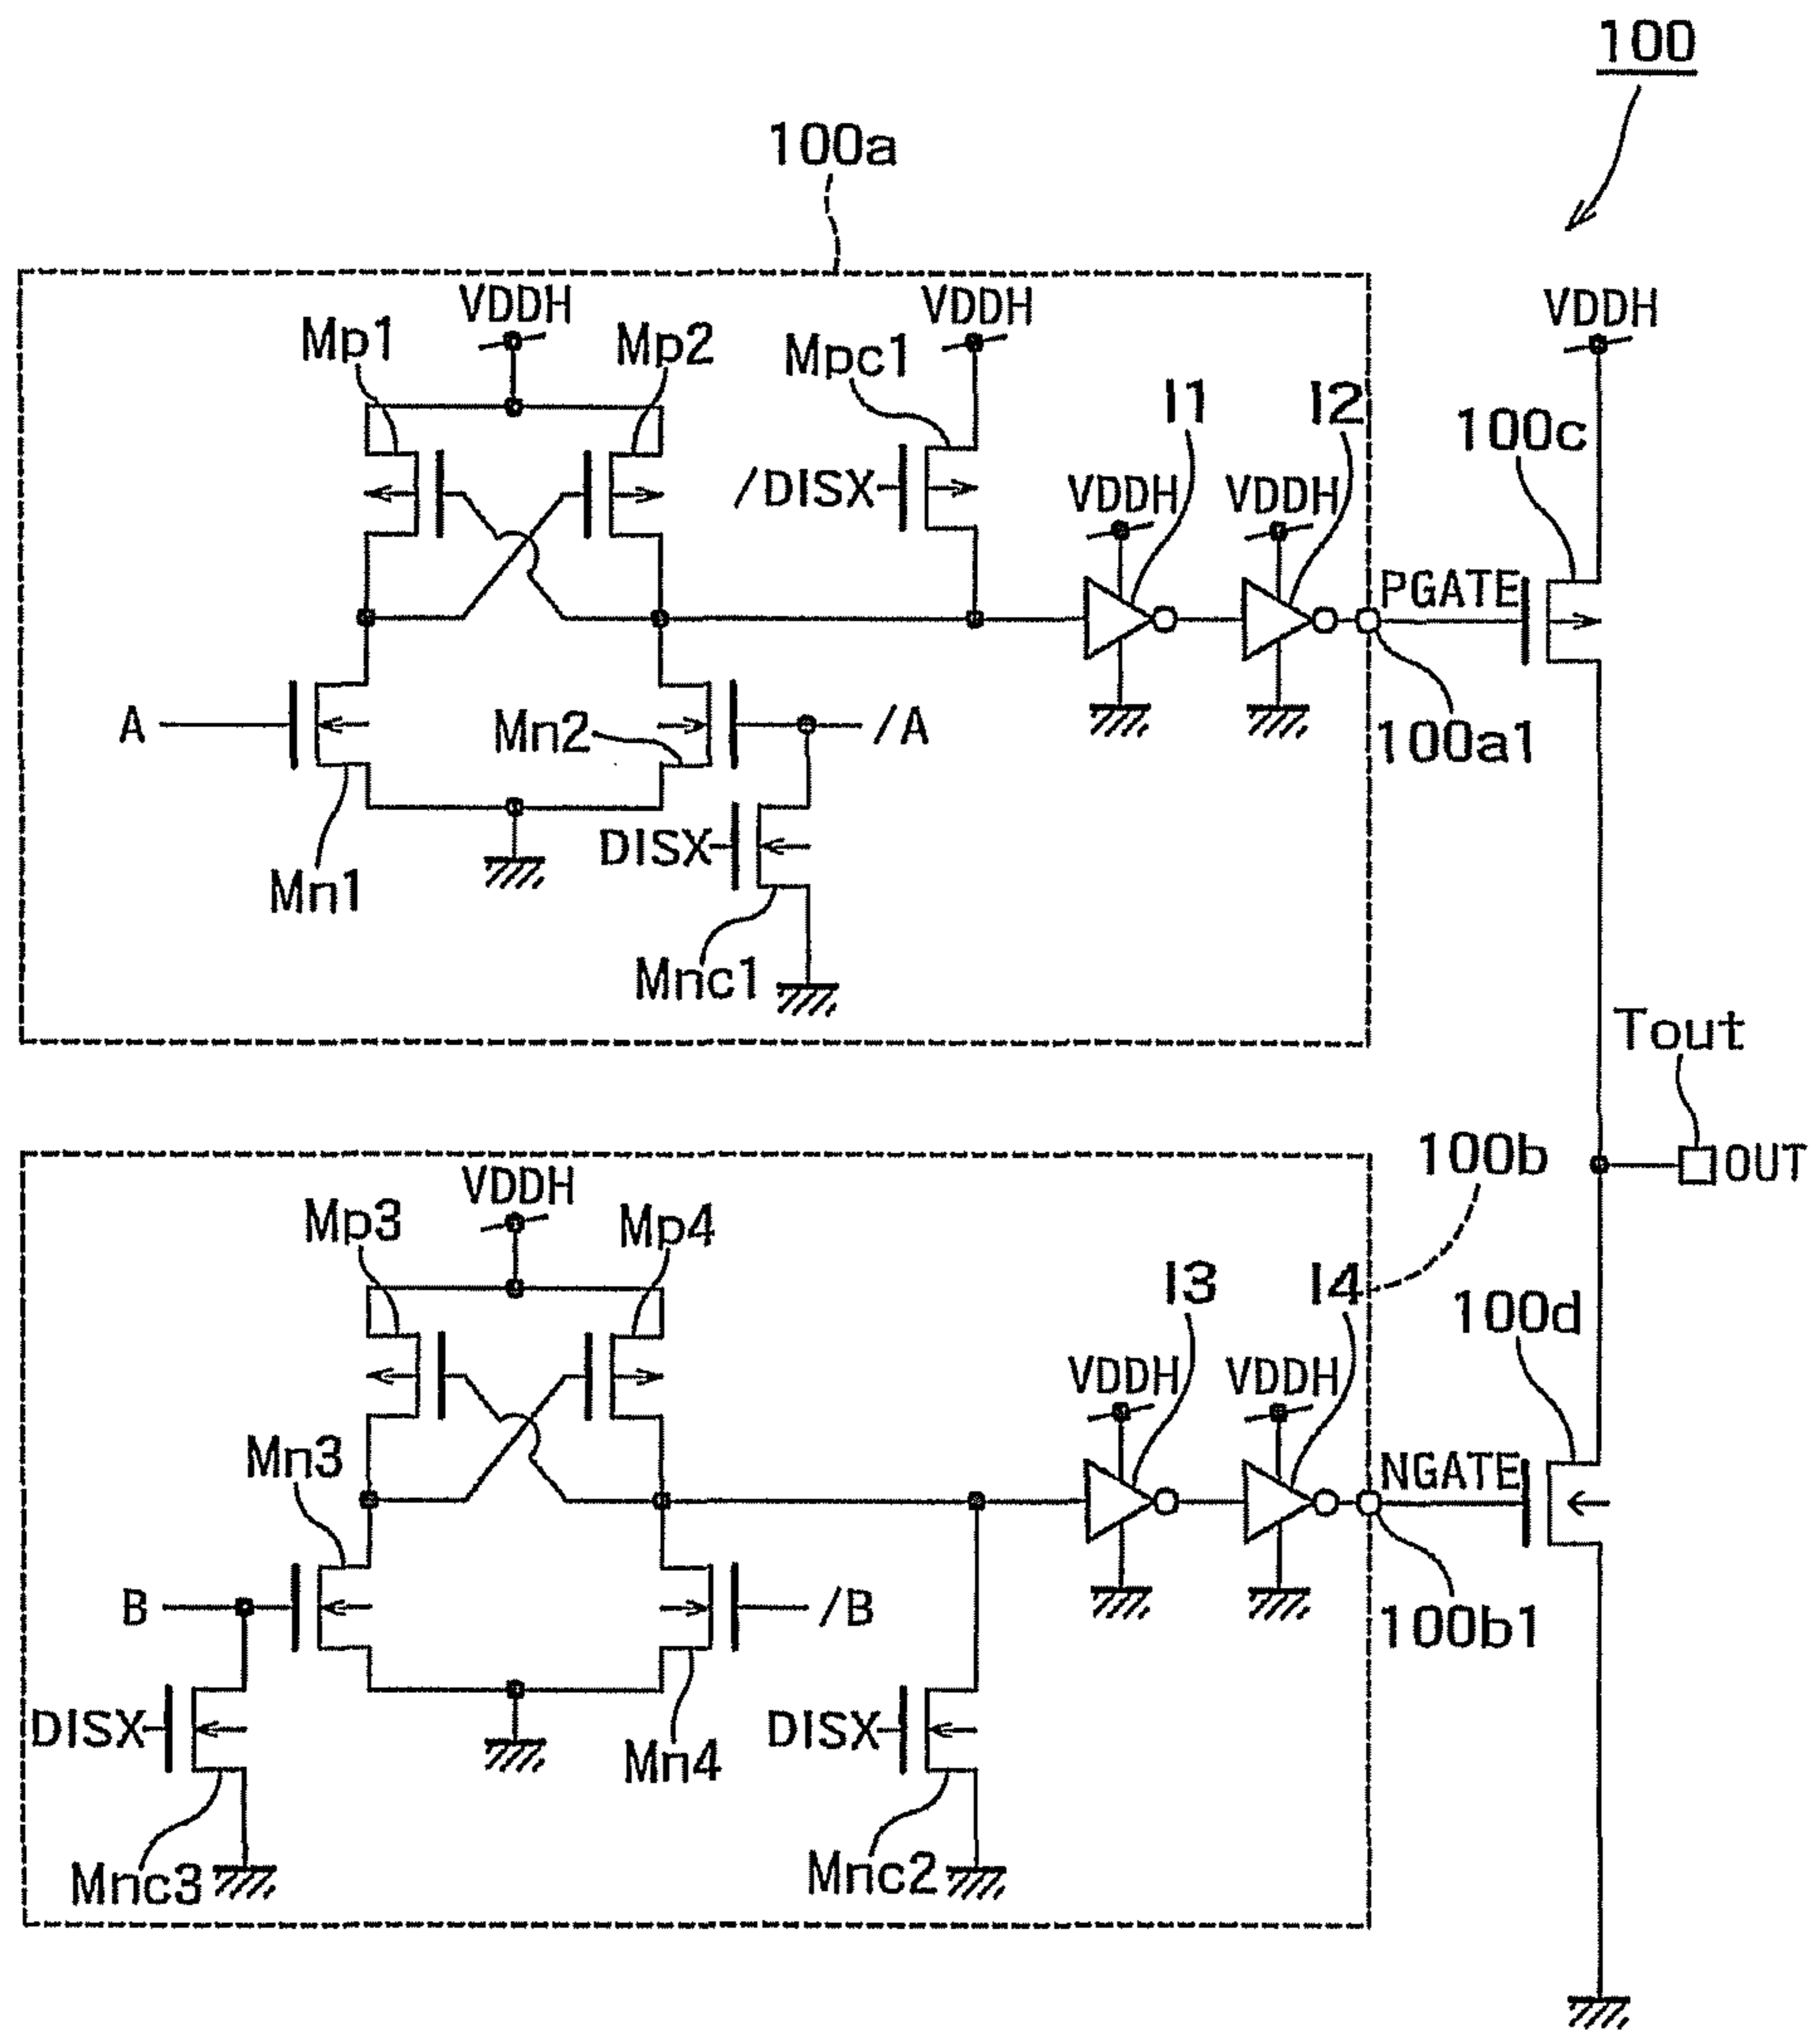 100
100a
VDDH VDDH VDDH
Mp1 Mp2 Mpc1
I1 I2 100c
/DISX VDDH VDDH
PGATE
A Mn2 /A 100a1
DISX
Mn1
Mnc1
Tout
100b OUT
VDDH
Mp3 Mp4
I3 I4 100d
VDDH VDDH
Mn3 NGATE
B /B 100b1
DISX Mn4 DISX
Mnc3 Mnc2